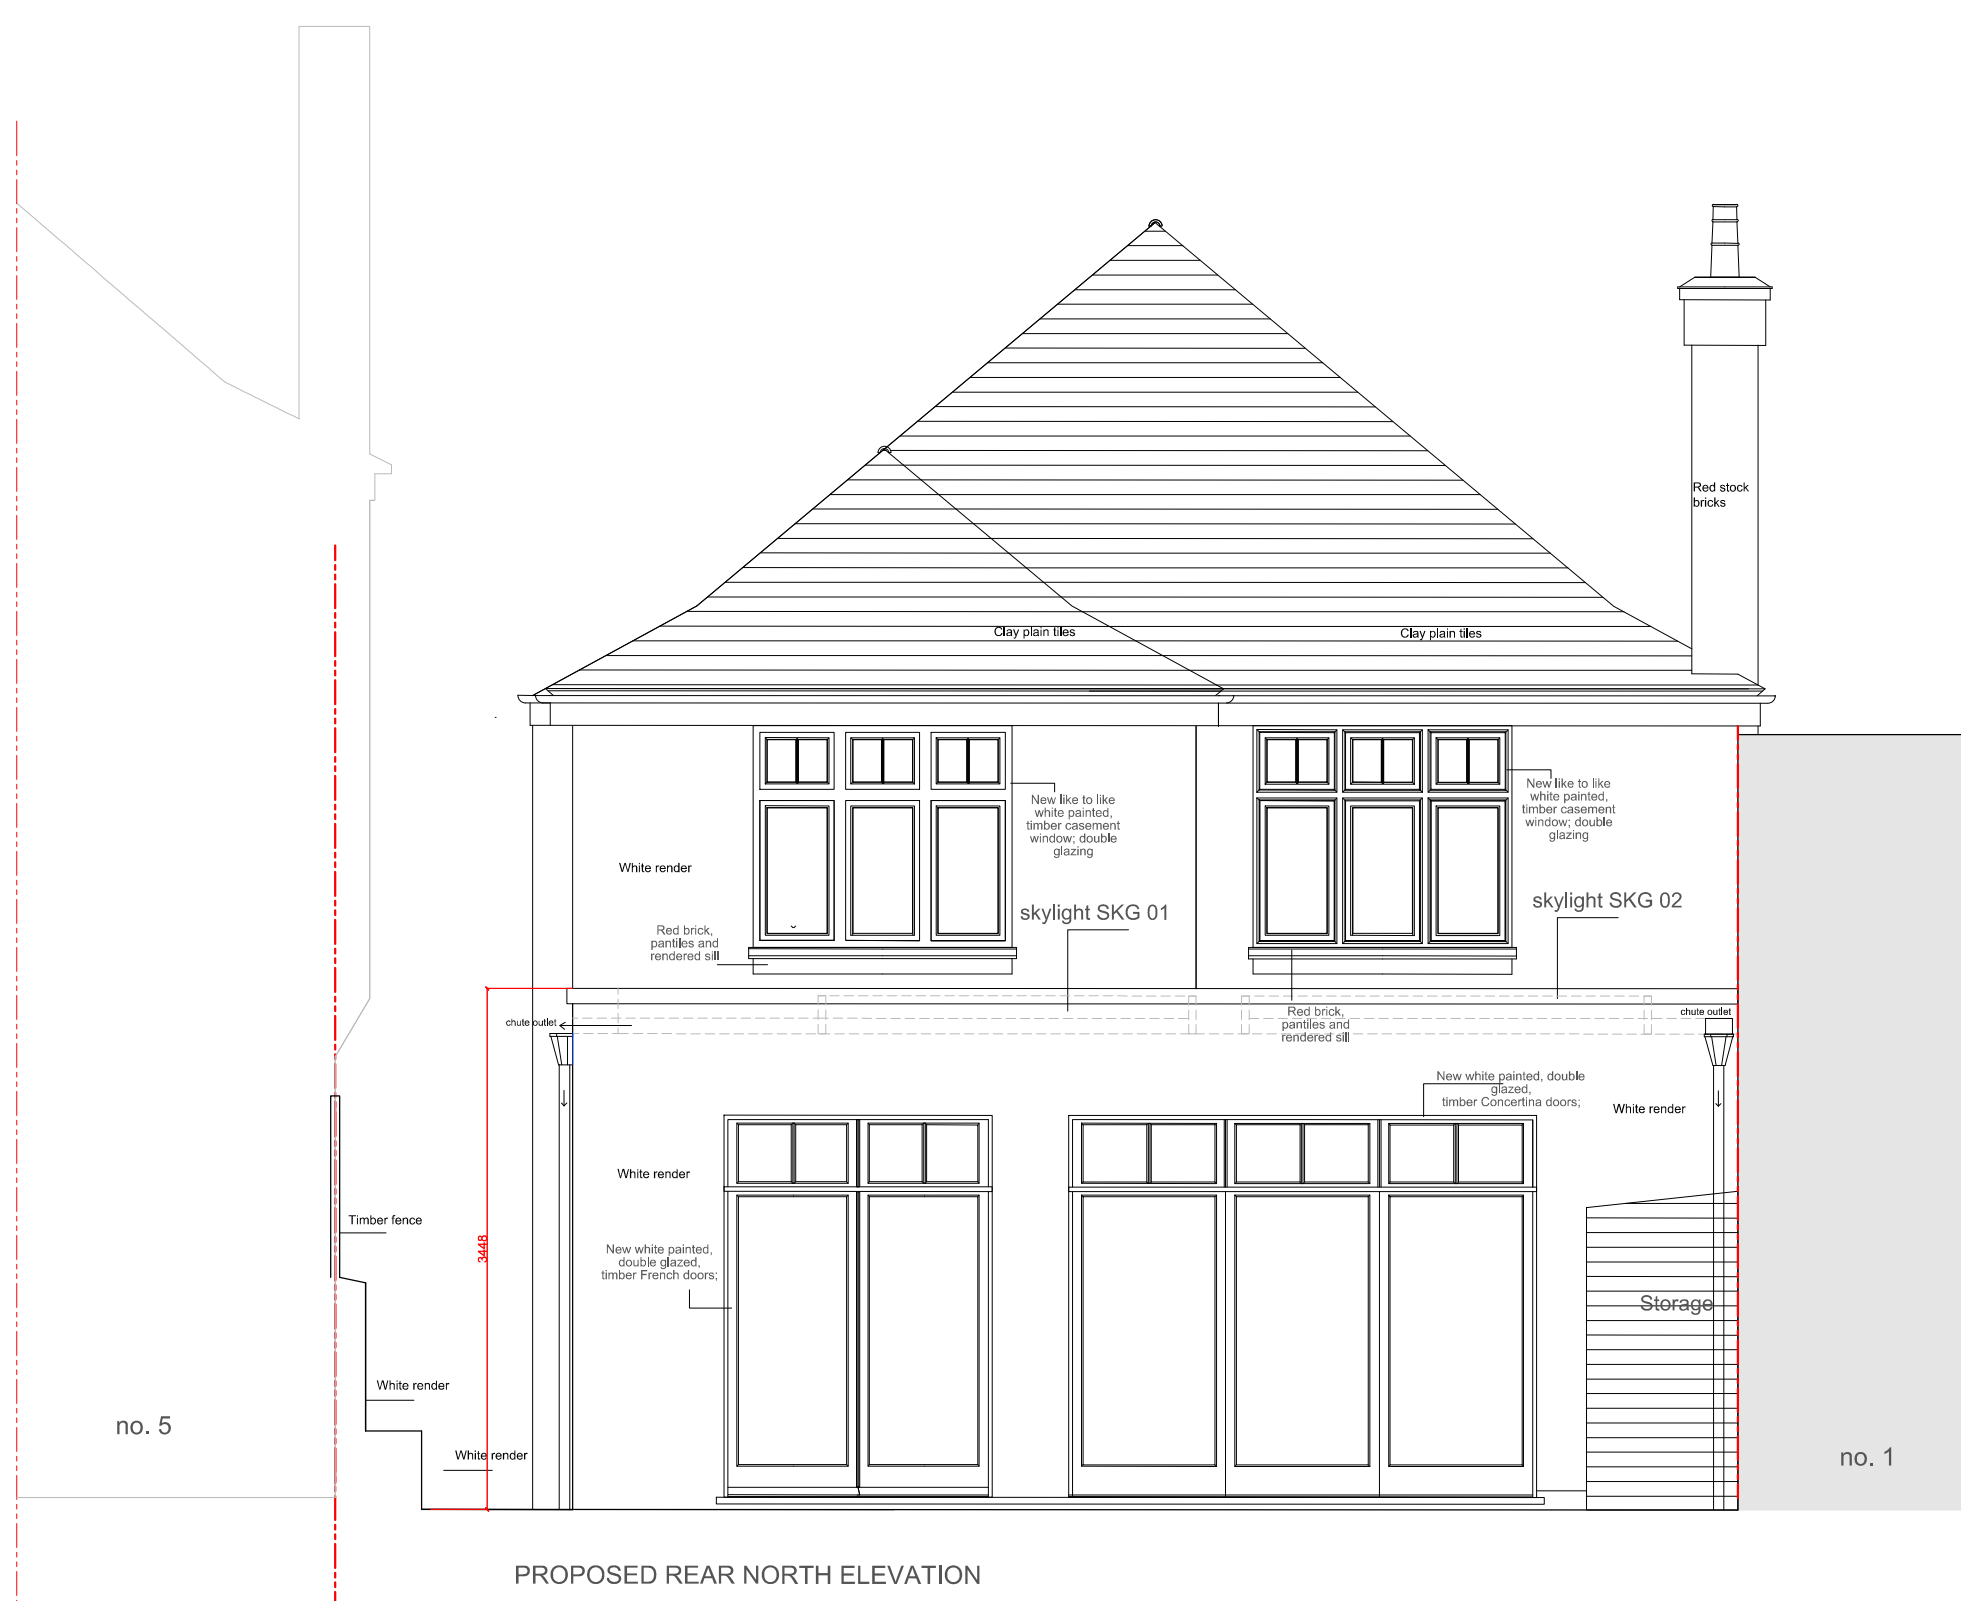 Red stock
bricks
Clay plain tiles
Clay plain tiles
New like to like
white painted,
timber casement
window; double
glazing
New like to like
white painted,
timber casement
window; double
glazing
White render
skylight SKG 01
skylight SKG 02
Red brick,
pantiles and
rendered sill
chute outlet
Red brick,
pantiles and
rendered sill
chute outlet
New white painted, double
glazed,
timber Concertina doors;
White render
White render
Timber fence
3448
New white painted,
double glazed,
timber French doors;
Storage
White render
no. 5
White render
no. 1
PROPOSED REAR NORTH ELEVATION